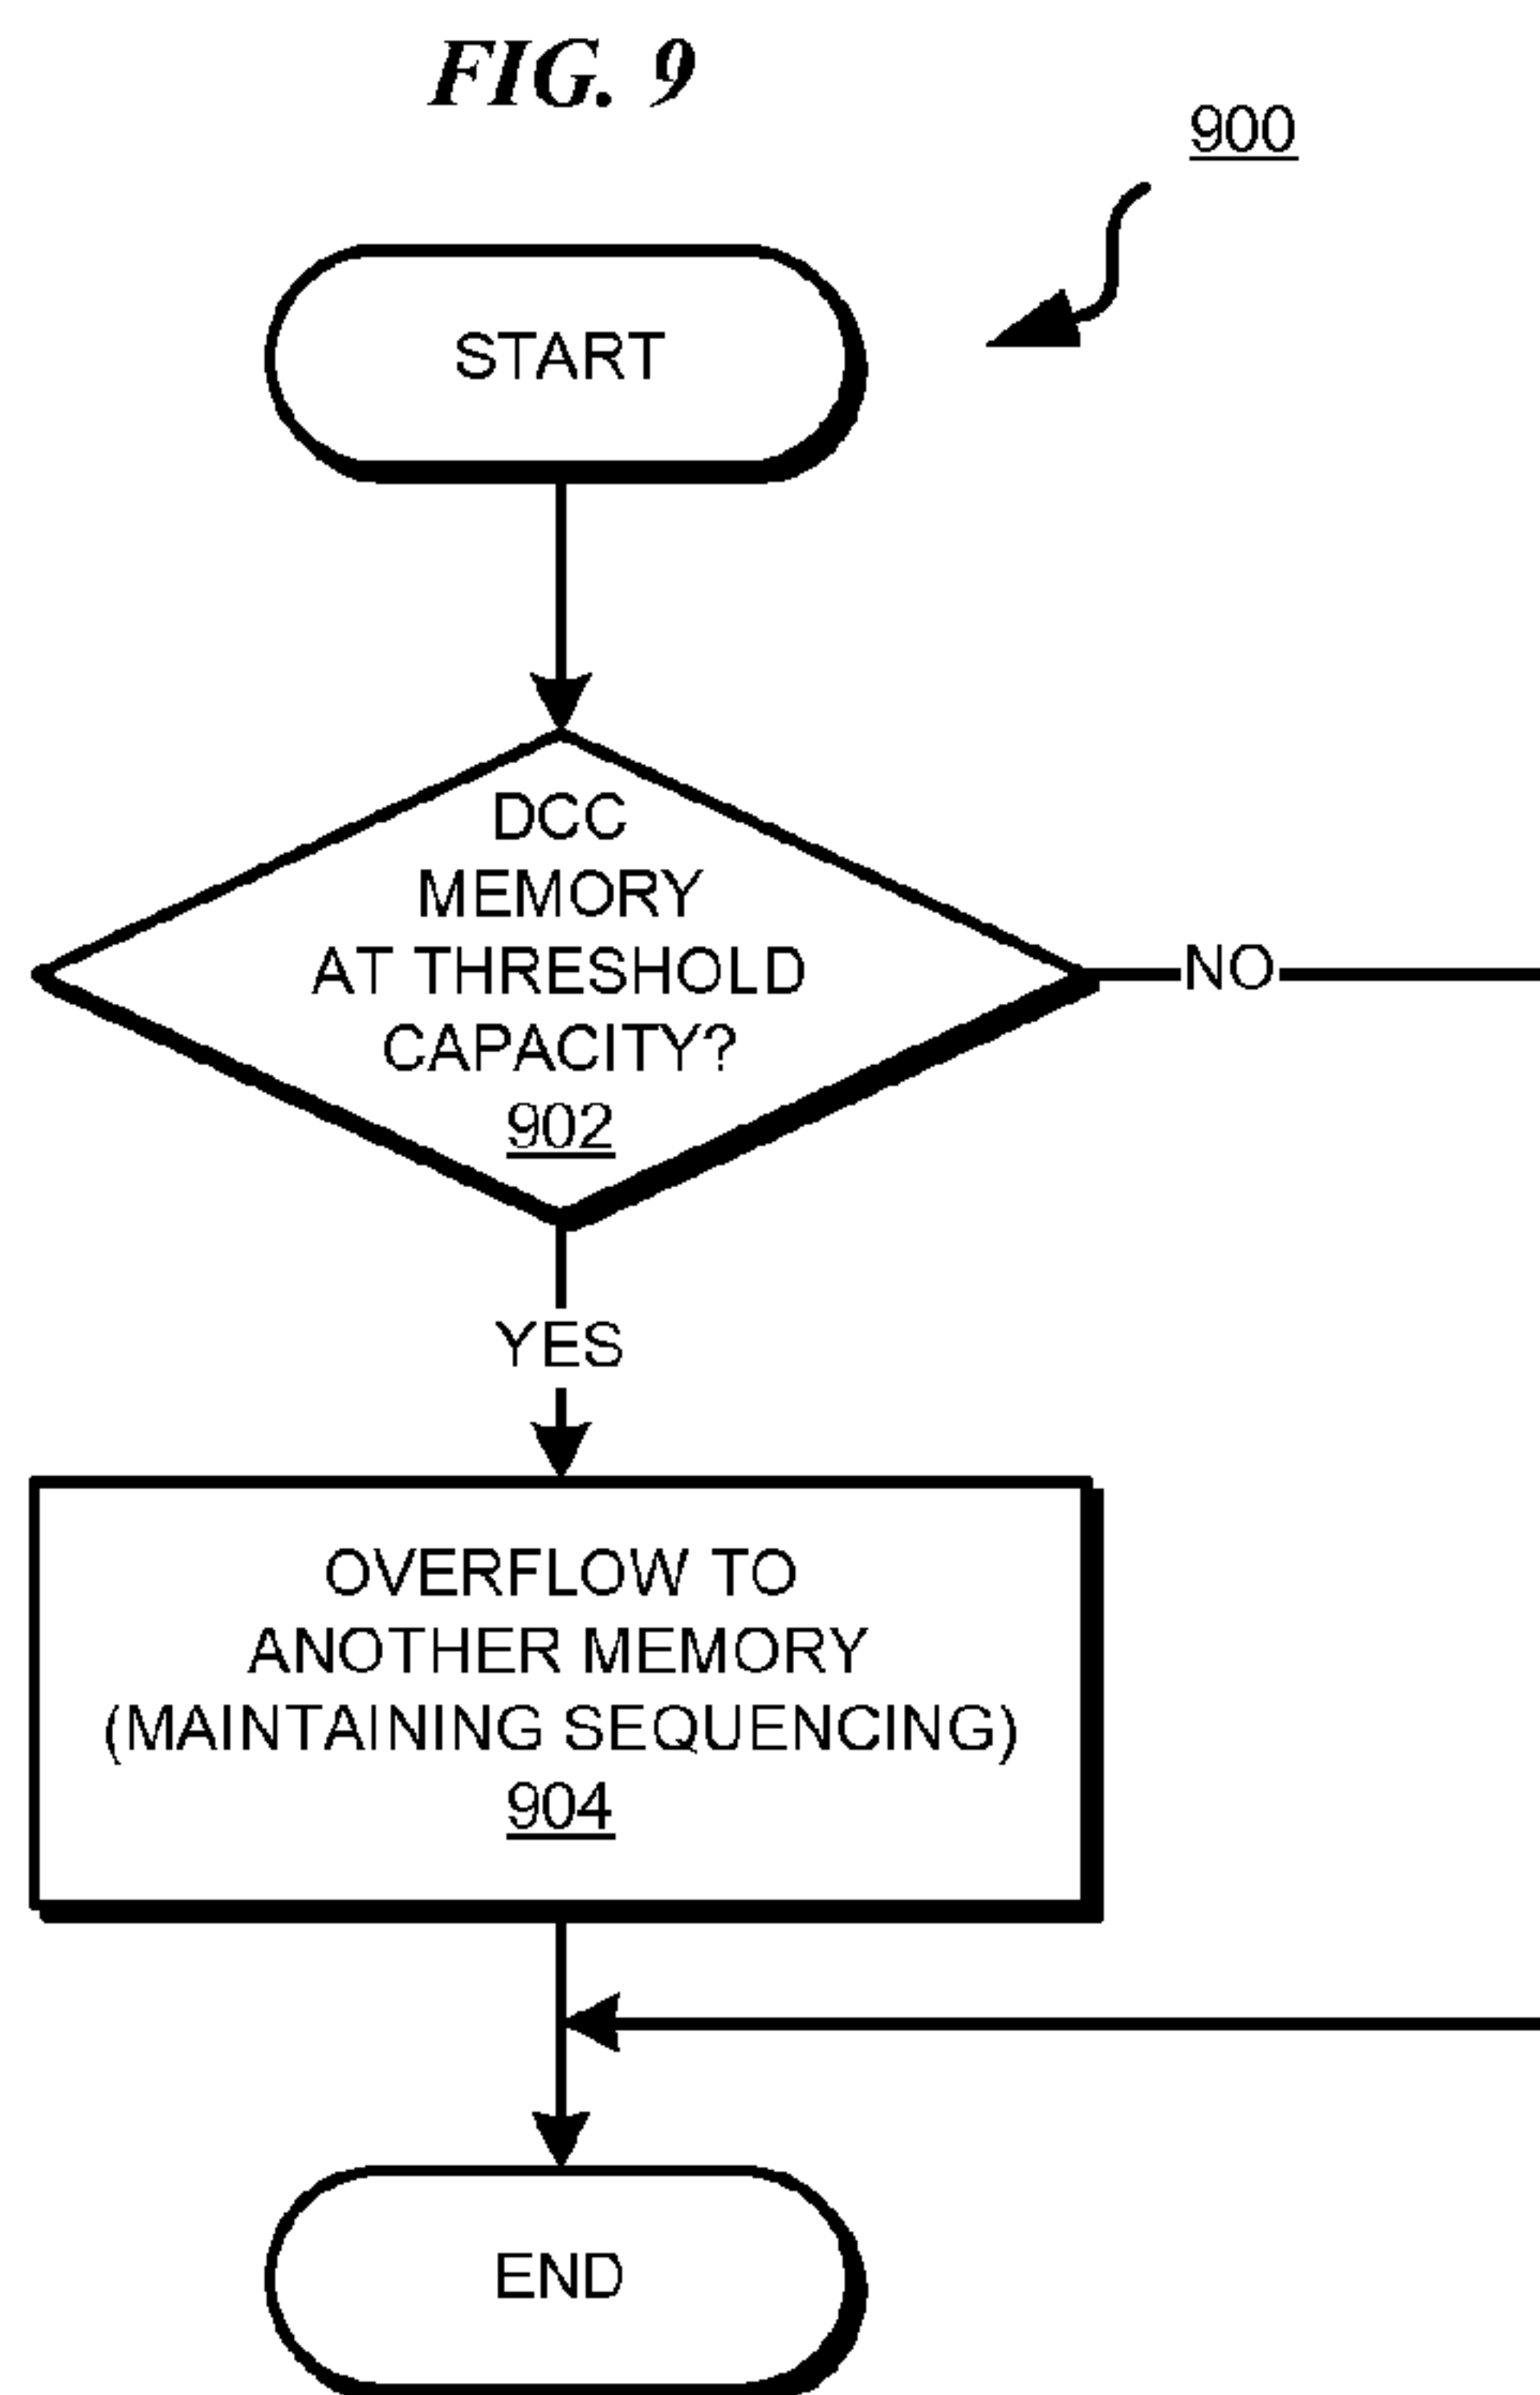 FIG. 9
900
START
DCC
MEMORY
AT THRESHOLD
CAPACITY?
902
NO
YES
OVERFLOW TO
ANOTHER MEMORY
(MAINTAINING SEQUENCING)
904
END